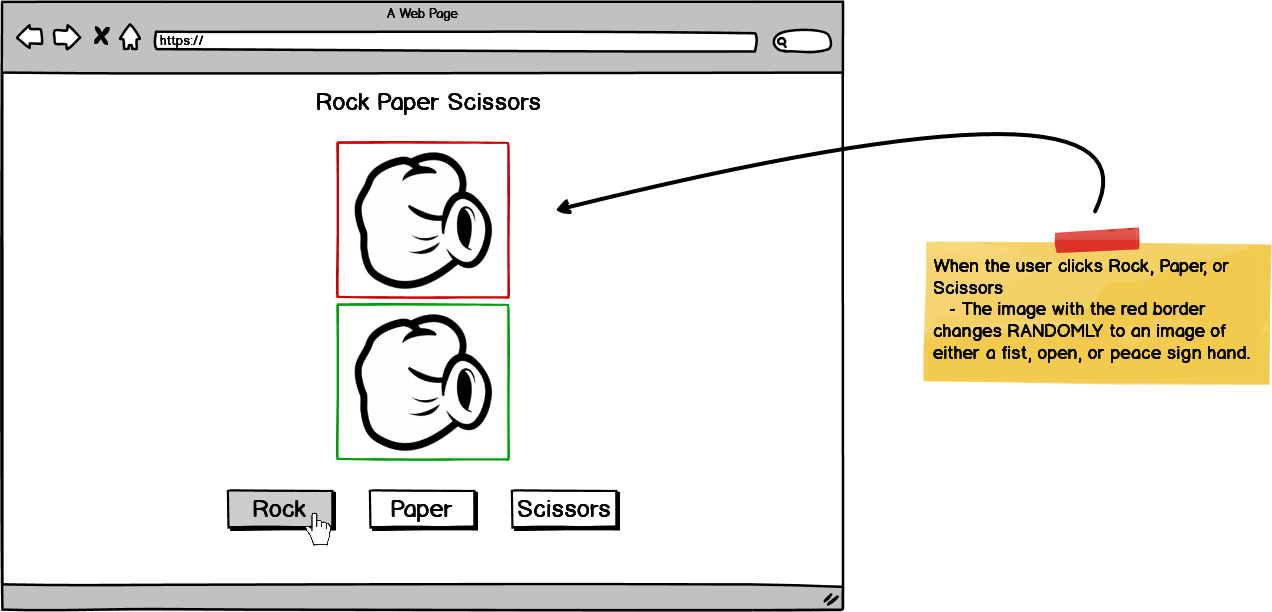 A Web Page
https://
Rock Paper Scissors
Rock
Paper
Scissors
When the user clicks Rock, Paper, or
Scissors
- The image with the red border
changes RANDOMLY to an image of
either a fist, open, or peace sign hand.